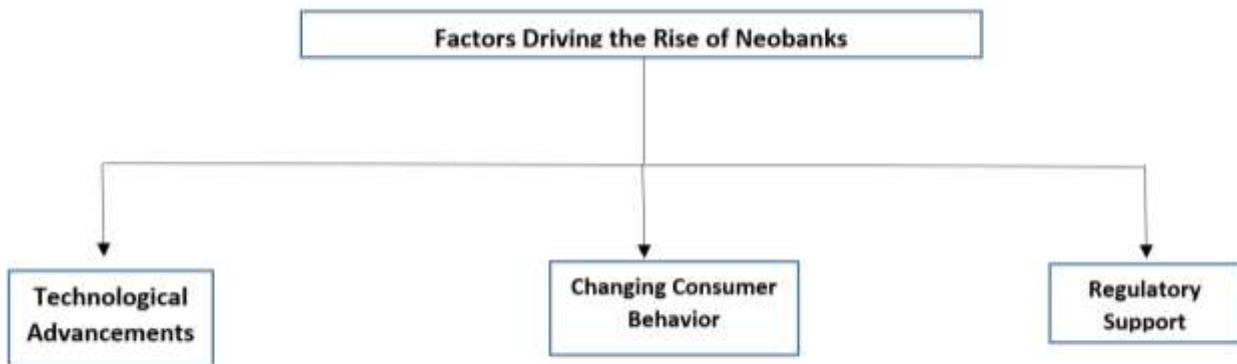 Factors Driving the Rise of Neobanks
Technological
Advancements
Changing Consumer
Behavior
Regulatory
Support